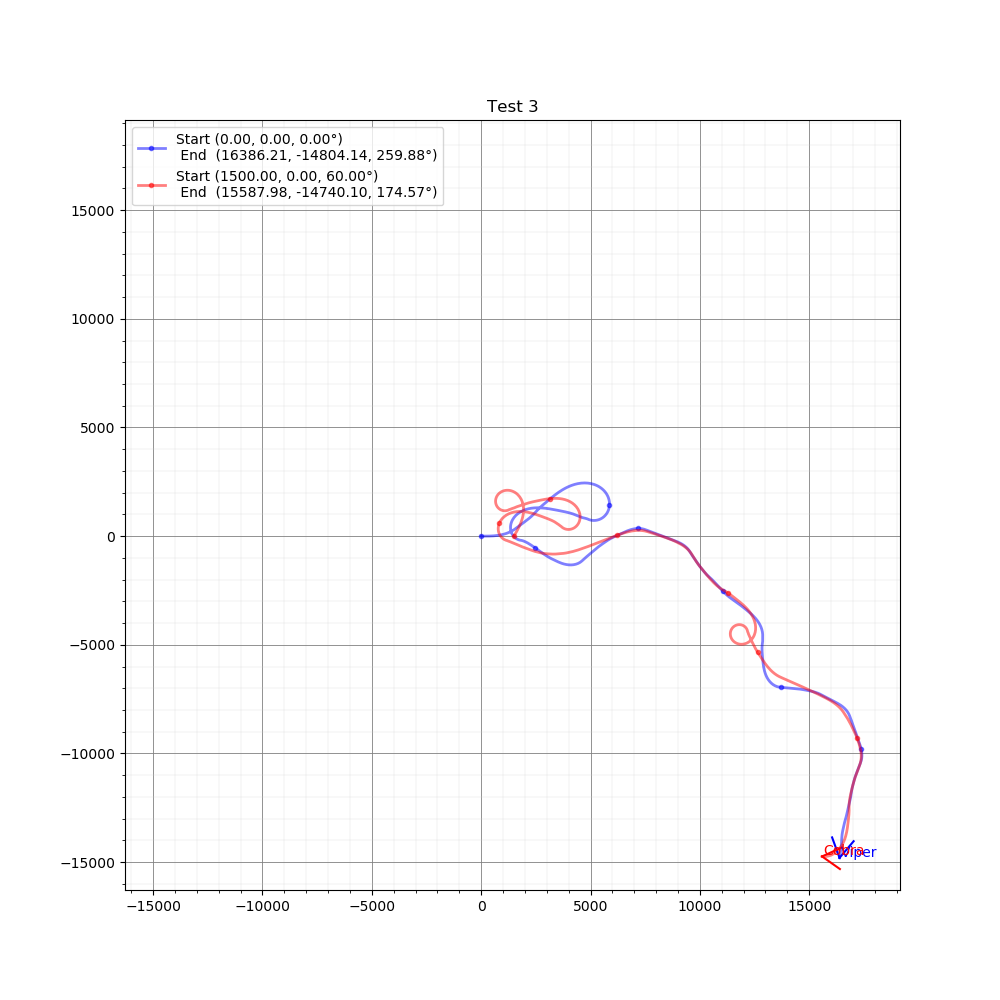 Test 3
Start (0.00, 0.00, 0.00°)
End (16386.21, -14804.14, 259.88°)
Start (1500.00, 0.00, 60.00°)
End (15587.98, -14740.10, 174.57°)
15000
10000
5000
0
−5000
−10000
−15000
Cobra
Viper
−15000 −10000 −5000 0 5000 10000 15000